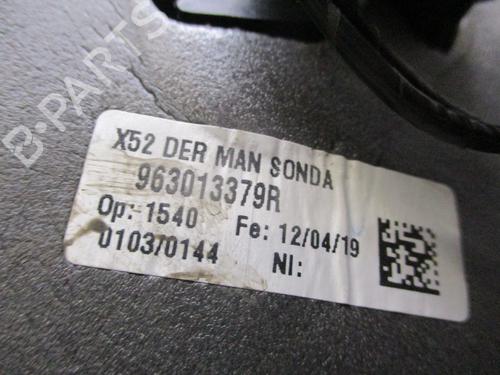 B-PARTS
X52 DER MAN SONDA
963013379R
Op: 1540 Fe: 12/04/19
0103/0144 NI: